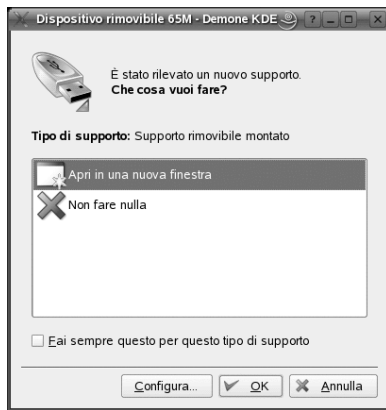 Dispositivo rimovibile 65M - Demone KDE
È stato rilevato un nuovo supporto.
Che cosa vuoi fare?
Tipo di supporto: Supporto rimovibile montato
Apri in una nuova finestra
Non fare nulla
Fai sempre questo per questo tipo di supporto
Configura... OK Annulla